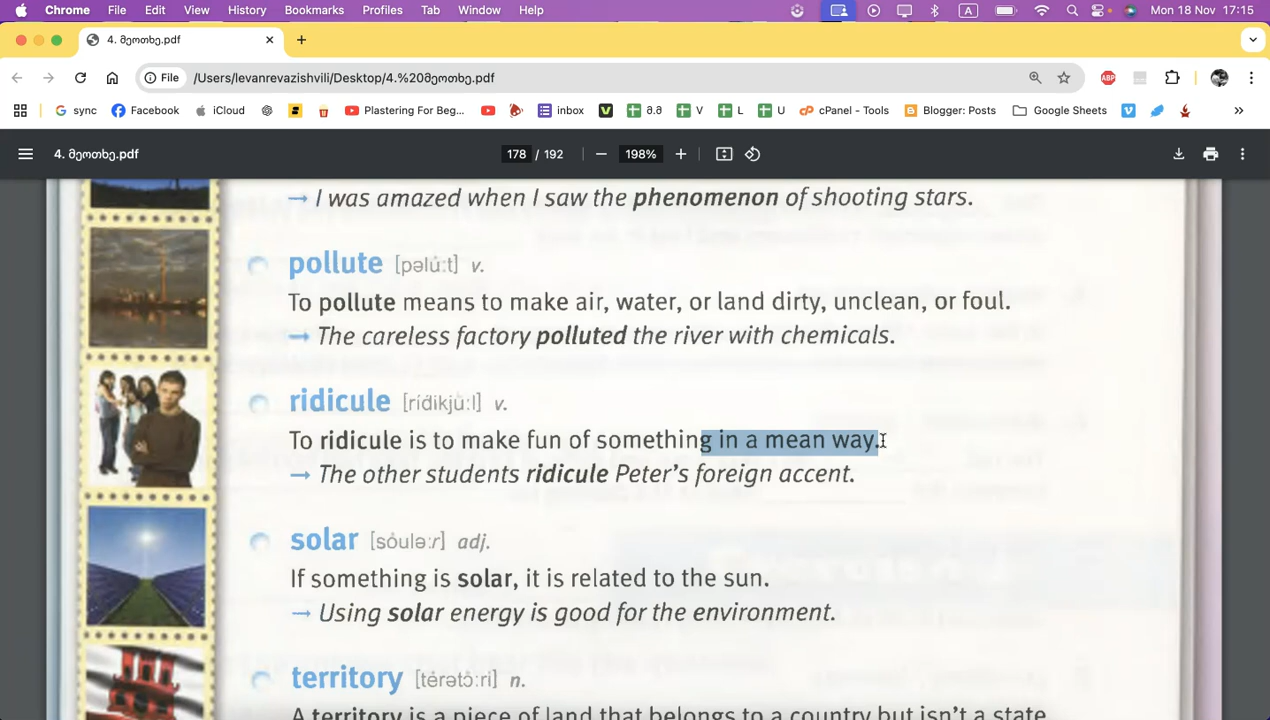 Chrome File Edit View History Bookmarks Profiles Tab Window Help A Mon 18 Nov 17:15
4. მეოთხე.pdf
File /Users/levanrevazishvili/Desktop/4.%20მეოთხე.pdf ABP
sync Facebook iCloud Plastering For Beg... inbox მ.მ V L U cPanel - Tools Blogger: Posts Google Sheets
4. მეოთხე.pdf 178 / 192 198%
→ I was amazed when I saw the phenomenon of shooting stars.
pollute [pəlú:t] v.
To pollute means to make air, water, or land dirty, unclean, or foul.
→ The careless factory polluted the river with chemicals.
ridicule [rídikjù:l] v.
To ridicule is to make fun of something in a mean way.
→ The other students ridicule Peter's foreign accent.
solar [sóulə:r] adj.
If something is solar, it is related to the sun.
→ Using solar energy is good for the environment.
territory [térətɔ̀:ri] n.
A territory is a piece of land that belongs to a country but isn't a state